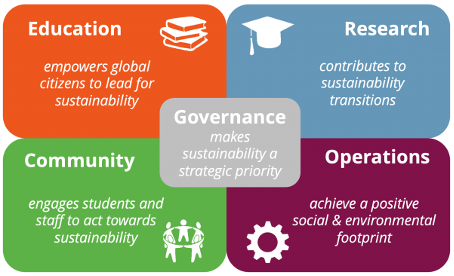 Education
empowers global
citizens to lead for
sustainability
Research
contributes to
sustainability
transitions
Governance
makes
sustainability a
strategic priority
Community
engages students and
staff to act towards
sustainability
Operations
achieve a positive
social & environmental
footprint